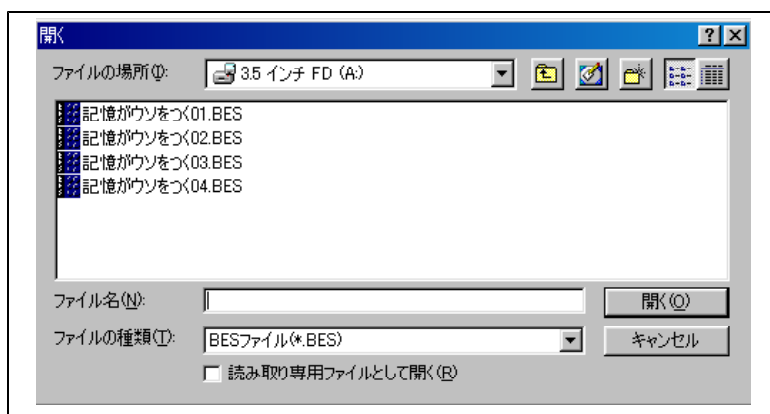 開く
ファイルの場所(I): 3.5 インチ FD (A:)
記憶がウソをつく01.BES
記憶がウソをつく02.BES
記憶がウソをつく03.BES
記憶がウソをつく04.BES
ファイル名(N): 開く(O)
ファイルの種類(T): BESファイル(*.BES) キャンセル
読み取り専用ファイルとして開く(R)